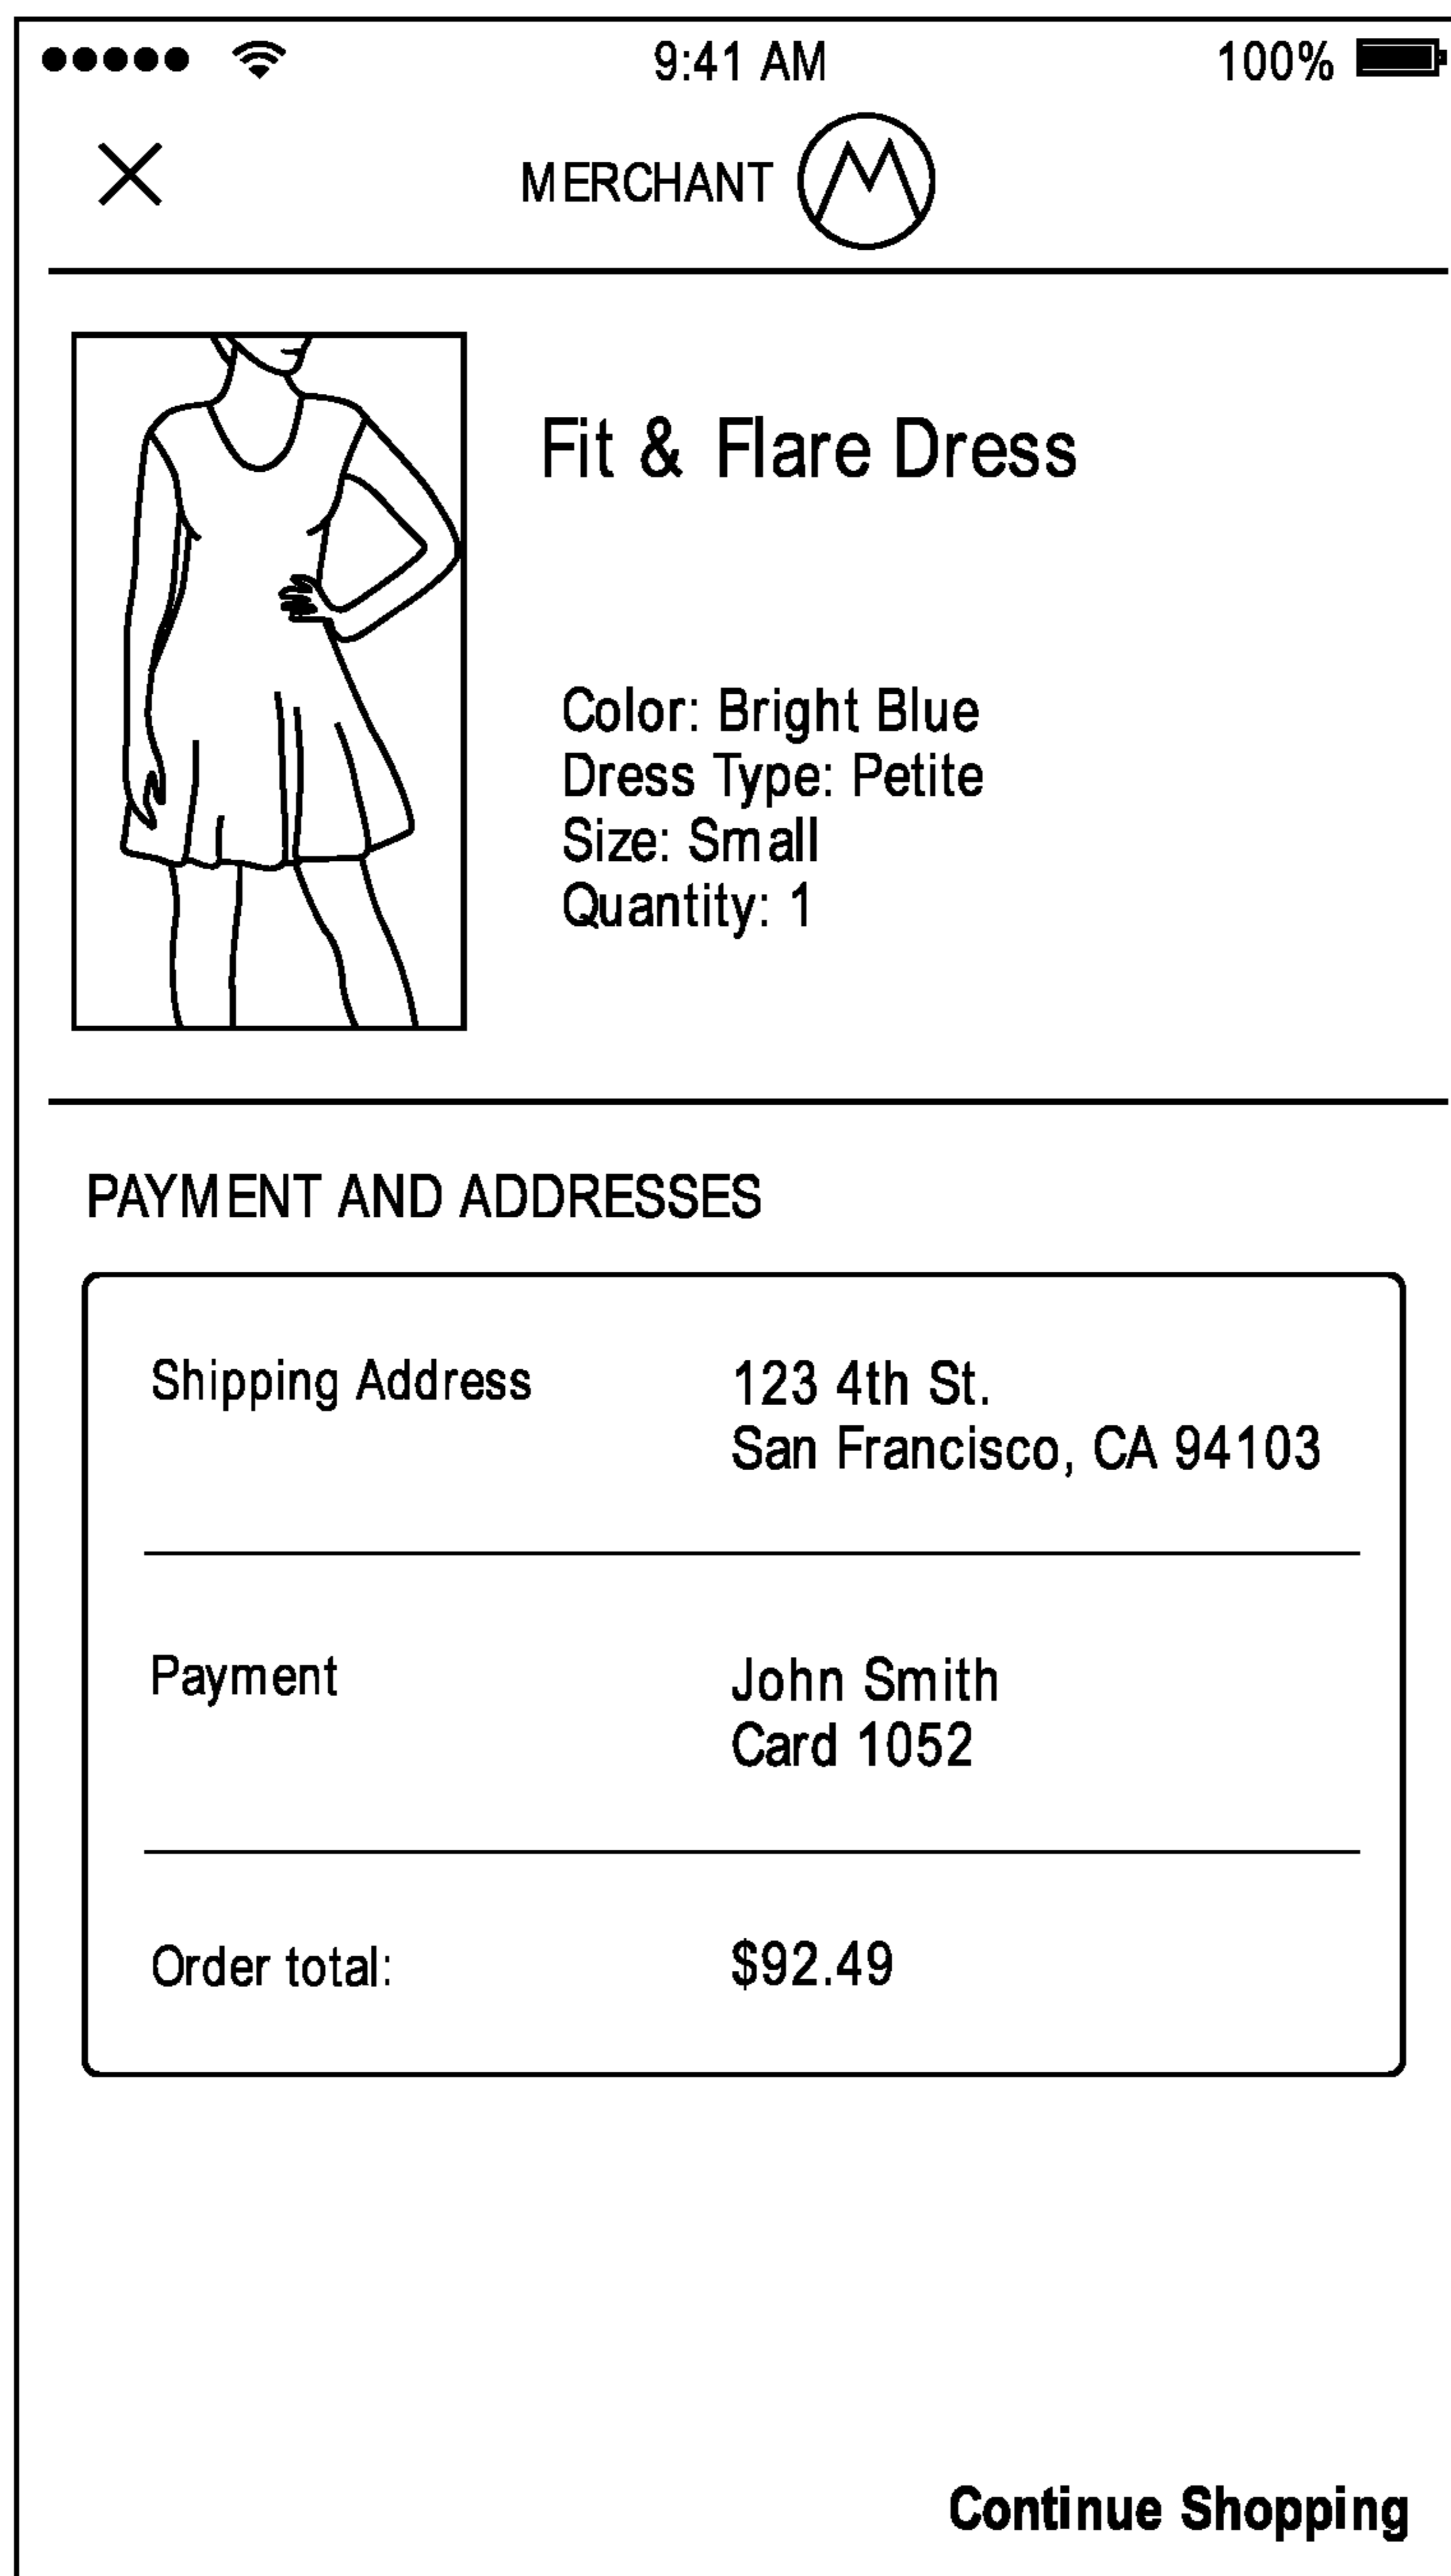 9:41 AM 100%
MERCHANT
Fit & Flare Dress
Color: Bright Blue
Dress Type: Petite
Size: Small
Quantity: 1
PAYMENT AND ADDRESSES
Shipping Address 123 4th St.
San Francisco, CA 94103
Payment John Smith
Card 1052
Order total: $92.49
Continue Shopping